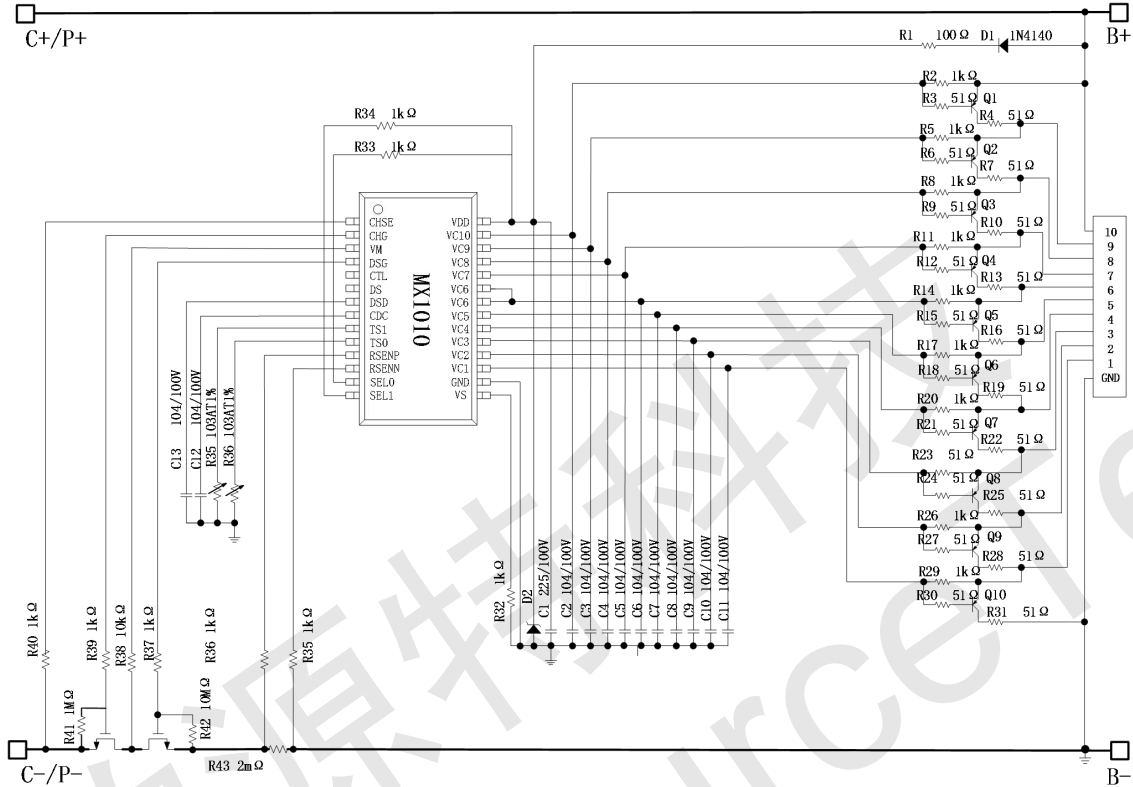 C+/P+
B+
R1 100Ω D1 1N4140
R2 1kΩ
R3 51Ω Q1
R4 51Ω
R5 1kΩ
R6 51Ω Q2
R7 51Ω
R8 1kΩ
R9 51Ω Q3
R10 51Ω
R11 1kΩ
R12 51Ω Q4
R13 51Ω
R14 1kΩ
R15 51Ω Q5
R16 51Ω
R17 1kΩ
R18 51Ω Q6
R19 51Ω
R20 1kΩ
R21 51Ω Q7
R22 51Ω
R23 51Ω
R24 51Ω Q8
R25 51Ω
R26 1kΩ
R27 51Ω Q9
R28 51Ω
R29 1kΩ
R30 51Ω Q10
R31 51Ω
10
9
8
7
6
5
4
3
2
1
GND
R34 1kΩ
R33 1kΩ
MX1010
CHSE
CHG
VM
DSG
CTL
DS
DSD
CDC
TS1
TS0
RSENP
RSENN
SEL0
SEL1
VDD
VC10
VC9
VC8
VC7
VC6
VC6
VC5
VC4
VC3
VC2
VC1
GND
VS
C13 104/100V
C12 104/100V
R35 103AT1%
R36 103AT1%
R32 1kΩ
D2
C1 225/100V
C2 104/100V
C3 104/100V
C4 104/100V
C5 104/100V
C6 104/100V
C7 104/100V
C8 104/100V
C9 104/100V
C10 104/100V
C11 104/100V
R40 1kΩ
R39 1kΩ
R38 10kΩ
R37 1kΩ
R36 1kΩ
R35 1kΩ
R41 1MΩ
R42 10MΩ
R43 2mΩ
C-/P-
B-
源特科技
urceTe